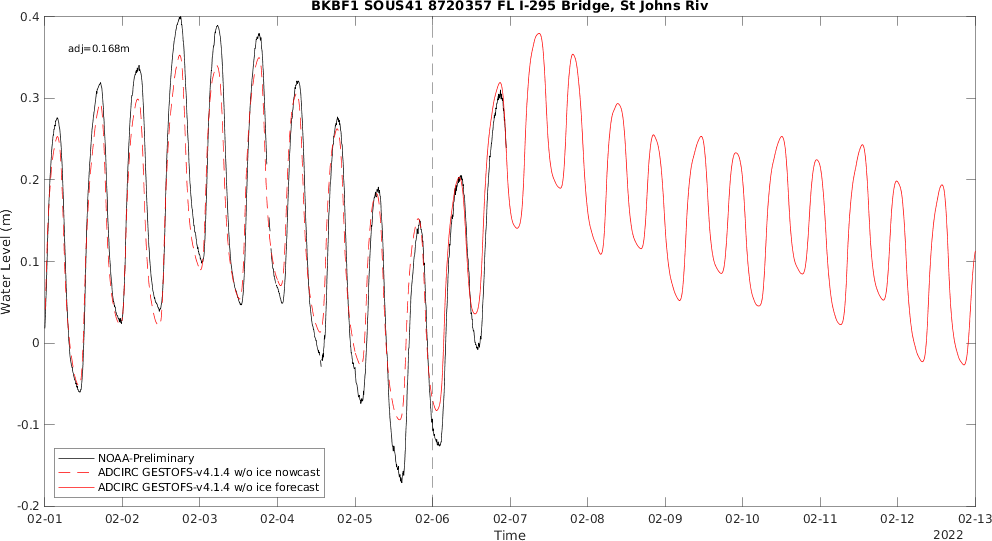 BKBF1 SOUS41 8720357 FL I-295 Bridge, St Johns Riv
0.4
adj=0.168m
0.3
0.2
0.1
0
-0.1
-0.2
Water Level (m)
NOAA-Preliminary
ADCIRC GESTOFS-v4.1.4 w/o ice nowcast
ADCIRC GESTOFS-v4.1.4 w/o ice forecast
02-01 02-02 02-03 02-04 02-05 02-06 02-07 02-08 02-09 02-10 02-11 02-12 02-13
Time
2022